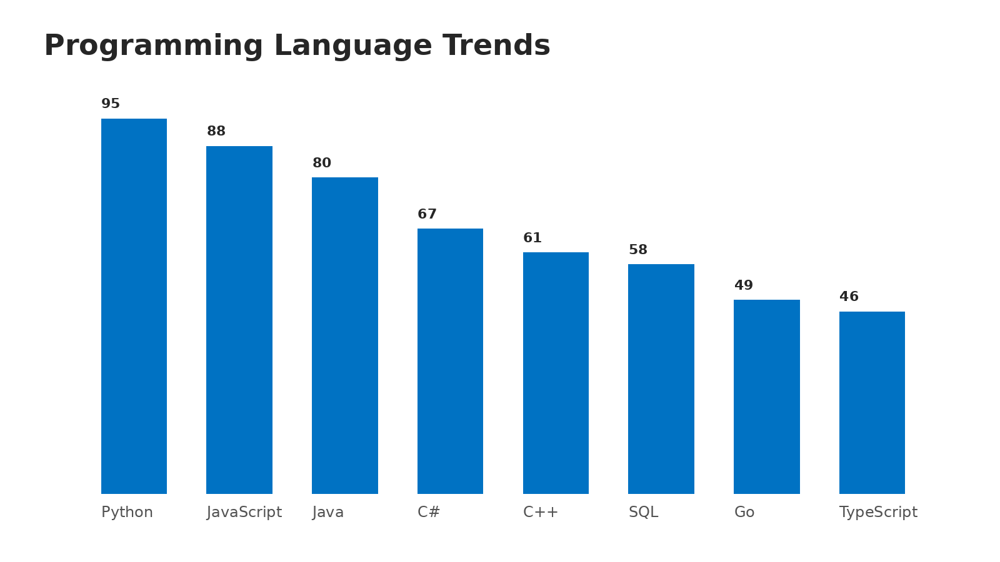 Programming Language Trends
95
88
80
67
61
58
49
46
Python
JavaScript
Java
C#
C++
SQL
Go
TypeScript